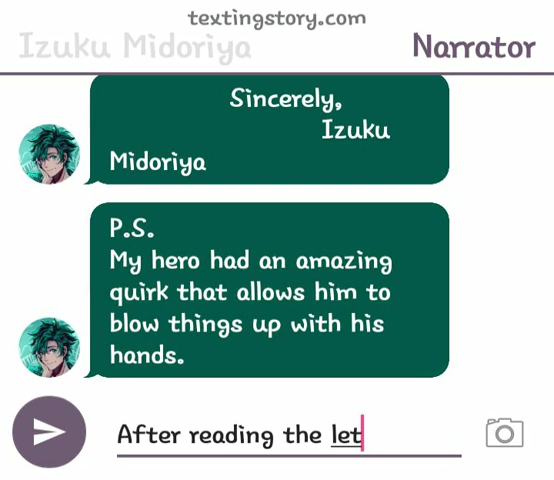 textingstory.com
Izuku Midoriya Narrator
Sincerely,
Izuku
Midoriya
P.S.
My hero had an amazing
quirk that allows him to
blow things up with his
hands.
After reading the let